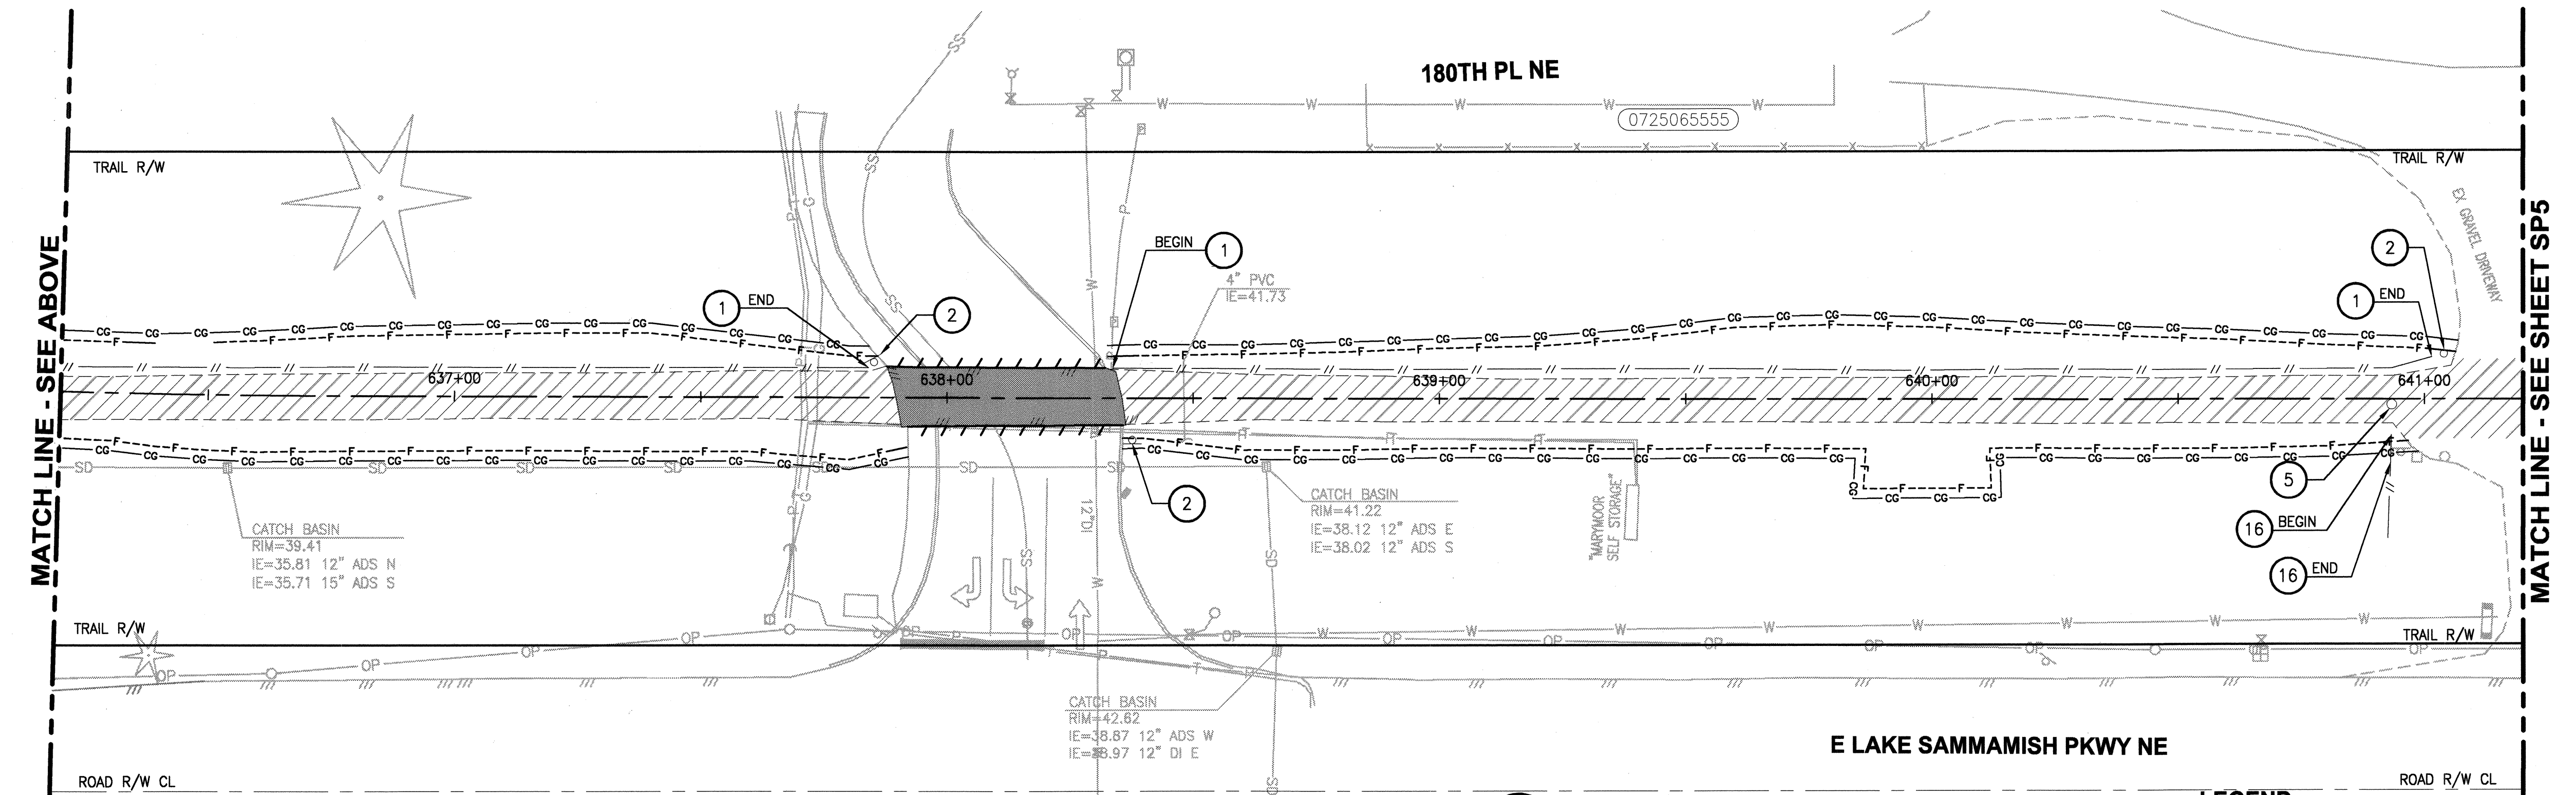 180TH PL NE
0725065555
TRAIL R/W
TRAIL R/W
MATCH LINE - SEE ABOVE
MATCH LINE - SEE SHEET SP5
EX GRAVEL DRIVEWAY
BEGIN 1
4" PVC
IE=41.73
1 END
2
2
1 END
637+00
638+00
639+00
640+00
641+00
2
5
16 BEGIN
16 END
CATCH BASIN
RIM=39.41
IE=35.81 12" ADS N
IE=35.71 15" ADS S
12"DI
CATCH BASIN
RIM=41.22
IE=38.12 12" ADS E
IE=38.02 12" ADS S
"MARYMOOR
SELF STORAGE"
TRAIL R/W
TRAIL R/W
CATCH BASIN
RIM=42.62
IE=38.87 12" ADS W
12" DI E
E LAKE SAMMAMISH PKWY NE
ROAD R/W CL
ROAD R/W CL
LEGEND